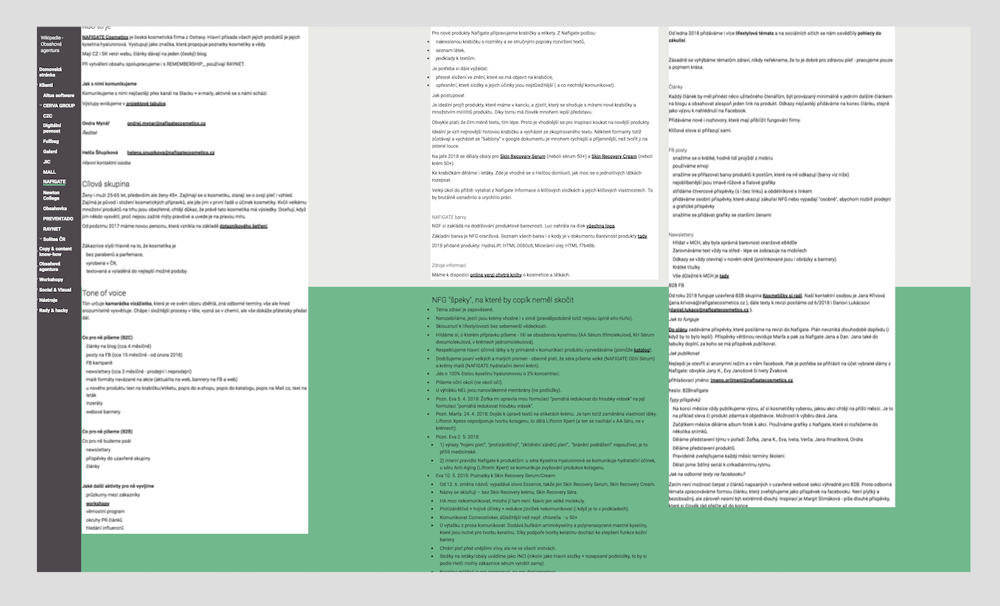 Wikipedie -
Obsahová
agentura
Domovská
stránka
Klienti
Altus software
CERVA GROUP
CZC
Digitální
pevnost
Fullbag
Galard
JIC
MALL
NAFIGATE
Newton
College
Obsahovka
PREVENTADO
RAYNET
Solitea ČR
Copy & content
know-how
Obsahová
agentura
Workshopy
Social & Visual
Nástroje
Rady & hacky
Kdo to je
NAFIGATE Cosmetics je česká kosmetická firma z Ostravy. Hlavní přísada všech jejich produktů je jejich
kyselina hyaluronová. Vystupují jako značka, která propojuje poznatky kosmetiky a vědy.
Mají CZ i SK verzi webu, články dávají na jeden (český) blog.
Při vytváření obsahu spolupracujeme i s REMEMBERSHIP_, používají RAYNET.
Jak s nimi komunikujeme
Komunikujeme s nimi nejčastěji přes kanál na Slacku + e-maily, aktivně se s námi schází.
Výstupy evidujeme v projektové tabulce.
Ondra Mynář ondrej.mynar@nafigatecosmetics.cz
Ředitel
Helča Šňupíková helena.snupikova@nafigatecosmetics.cz
Hlavní kontaktní osoba
Cílová skupina
Ženy i muži 25-65 let, především ale ženy 45+. Zajímají se o kosmetiku, starají se o svoji pleť i vzhled.
Zajímá je původ i složení kosmetických přípravků, ale jde jim v první řadě o účinek kosmetiky. Kvůli velkému
množství produktů na trhu jsou obezřetné, chtějí důkaz, že právě tato kosmetika má výsledky. Oceňují, když
jim někdo vysvětlí, proč nejsou zažité mýty pravdivé a uvede je na pravou míru.
Od podzimu 2017 máme novou personu, která vznikla na základě dotazníkového šetření.
Zákaznice slyší hlavně na to, že kosmetika je
bez parabenů a parfemace,
vyrobená v ČR,
testovaná a vyladěná do nejlepší možné podoby.
Tone of voice
Tón určuje kamarádka vizážistka, která je ve svém oboru zběhlá, zná odborné termíny, vše ale hned
srozumitelně vysvětluje. Chápe i složitější procesy v těle, vyzná se v chemii, ale vše dokáže přátelsky předat
dál.
Co pro ně píšeme (B2C)
články na blog (cca 4 měsíčně)
posty na FB (cca 15 měsíčně - od února 2018)
FB kampaně
newslettery (cca 3 měsíčně - prodejní i neprodejní)
malé formáty navázané na akce (aktualita na web, bannery na FB a web)
u nového produktu text na krabičku/etiketu, popis do e-shopu, popis do katalogu, popis na Mall.cz, text na
leták
inzeráty
webové bannery
Co pro ně píšeme (B2B)
Co pro ně budeme psát
newslettery
příspěvky do uzavřené skupiny
články
Jaké další aktivity pro ně vyvíjíme
průzkumy mezi zákazníky
workshopy
věrnostní program
okruhy PR článků
hledání influencrů
Pro nové produkty Nafigate připravujeme krabičky a etikety. Z Nafigate pošlou:
nakreslenou krabičku s rozměry a se stručnými popisky rozvržení textů,
seznam látek,
podklady k textům.
Je potřeba si dále vyžádat:
přesné složení ve znění, které se má objevit na krabičce,
upřesnění, které složky a jejich účinky jsou nejdůležitější ( a co nechtějí komunikovat).
Jak postupovat
Je ideální projít produkty, které máme v kanclu, a zjistit, který se shoduje s mírami nové krabičky a
množstvím mililitrů produktu. Díky tomu má člověk mnohem lepší představu.
Obvykle platí, že čím méně textu, tím lépe. Proto je vhodnější se pro inspiraci koukat na novější produkty.
Ideální je vzít nejnovější hotovou krabičku a vycházet ze zkopírovaného textu. Některé formality totiž
zůstávají a vycházet ze "šablony" v google dokumentu je mnohem rychlejší a příjemnější, než tvořit ji na
zelené louce.
Na jaře 2018 se dělaly obaly pro Skin Recovery Serum (neboli sérum 50+) a Skin Recovery Cream (neboli
krém 50+).
Ke krabičkám děláme i letáky. Zde je vhodné se s Helčou domluvit, jak moc se o jednotlivých látkách
rozepsat.
Velký úkol do příště: vytahat z Nafigate informace o klíčových složkách a jejich klíčových vlastnostech. To
by brutálně usnadnilo a urychlilo práci.
NAFIGATE barvy
NGF si zakládá na dodržování produktové barevnosti. Luc nahrála na disk všechna loga.
Základní barva je NFG oranžová. Seznam všech barev i s kody je v dokumentu Barevnost produkty tady.
2018 přidané produkty: HydraLift: HTML 0080c8, Micelární olej: HTML f7b48b.
Zdroje informací
Máme k dispozici online verzi chytré knihy o kosmetice a látkách.
NFG "špeky", na které by copík neměl skočit
Téma zdraví je zapovězené.
Nerozebíráme, jestli jsou krémy vhodné i v zimě (pravděpodobně totiž nejsou úplně eňo-ňuňo).
Sklouznutí k lifestylovosti bez sebemenší vědeckosti.
Hlídáme si, o kterém přípravku píšeme - liší se obsaženou kyselinou (AA Sérum třímolekulové, KH Sérum
dvoumolekulová, v krémech jednomolekulová).
Respektujeme hlavní účinné látky a ty primárně v komunikaci produktu vyzvedáváme (pomůže katalog).
Dodržujeme psaní velkých a malých písmen - obecně platí, že séra píšeme velké (NAFIGATE Oční Sérum)
a krémy malé (NAFIGATE hydratační denní krém).
Jde o 100% čistou kyselinu hyaluronovou o 2% koncentraci.
Píšeme oční okolí (ne okolí očí).
U výrobku NEL jsou nanovlákenné membrány (ne podložky).
Pozn. Eva 5. 4. 2018: Žofka mi opravila mou formulaci "pomáhá redukovat do hloubky vrásek" na její
formulaci "pomáhá redukovat hloubku vrásek".
Pozn. Marťa. 24. 4. 2018: Dojde k úpravě textů na etiketách krému. Je tam totiž zaměněna vlastnost látky.
Liftonin Xpess nepodporuje tvorbu kolagenu, to dělá Liftonin Xpert (a ten se nachází v AA Séru, ne v
krémech).
Pozn. Eva 2. 5. 2018:
1) výrazy "hojení pleti", "protizánětlivý", "zklidnění zánětů pleti", "bránění podráždění" nepoužívat, je to
příliš medicínské.
2) Interní pravidlo Nafigate k produktům: u séra Kyselina Hyaluronová se komunikuje hydratační účinek,
u séru Anti-Aging (Liftonin Xpert) se komunikuje zvyšování produkce kolagenu.
Eva 10. 5. 2018: Poznatky k Skin Recovery Serum/Cream:
Od 12. 6. změna názvů: vypadává slovo Essence, takže jen Skin Recovery Serum, Skin Recovery Cream.
Názvy se skloňují – bez Skin Recovery krému, Skin Recovery Séra.
HA moc nekomunikovat, mnoho jí tam není. Navíc jen velké molekuly.
Protizánětlivé + hojivé účinky + redukce jizviček nekomunikovat (i když je to v podkladech).
Komunikovat Corneosticker, důležitější než např. chlorella. - u 50+
U výtažku z prosa komunikovat: Dodává buňkám aminokyseliny a polynenasycené mastné kyseliny,
které jsou nutné pro tvorbu keratinu. Díky podpoře tvorby keratinu dochází ke zlepšení funkce kožní
bariery
Chrání pleť před vnějšími vlivy, ale ne ve všech vrstvách.
Složky na letáky/obaly uvádíme jako INCI (nikoliv jako hlavní složku + rozepsané podsložky, to by si
podle Helči mohly zákaznice sérum vyrobit samy).
Od ledna 2018 přidáváme i více lifestylová témata a na sociálních sítích se nám osvědčily pohledy do
zákulisí.
Zásadně se vyhýbáme tématům zdraví, nikdy neřekneme, že to je dobré pro zdravou pleť - pracujeme pouze
s pojmem krása.
Články
Každý článek by měl přinést něco užitečného čtenářům, být provázaný minimálně s jedním dalším článkem
na blogu a obsahovat alespoň jeden link na produkt. Odkazy nejčastěji přidáváme na konec článku, stejně
jako výzvu k nahlédnutí na Facebook.
Přidáváme nové i rozhovory, které mají přiblížit fungování firmy.
Klíčová slova si přiřazují sami.
FB posty
snažíme se o krátké, hodně lidí projíždí z mobilu
používáme emoji
snažíme se přiřazovat barvy produktů k postům, které na ně odkazují (barvy viz níže)
nejoblíbenější jsou tmavě růžové a fialové grafiky
střídáme čtvercové příspěvky (s i bez linku) a obdélníkové s linkem
přidáváme osobní příspěvky, které ukazují zákulisí NFG nebo vypadají "osobně", abychom rozbili prodejní
a grafické příspěvky
snažíme se přidávat grafiky se staršími ženami
Newslettery
Hlídat v MCH, aby byla správná barevnost oranžové e84d0e
Zarovnáváme text vždy na střed - lépe se zobrazuje na mobilech
Odkazy se vždy otevírají v novém okně (prolinkované jsou i obrázky a bannery)
Krátké titulky
Vše důležité k MCH je tady
B2B FB
Od roku 2018 funguje uzavřená B2B skupina Kosmetičky si radí. Naší kontaktní osobou je Jana Křivová
(jana.krivova@nafigatecosmetics.cz ), dále texty k revizi posíláme od 6/2018 i Danovi Lukácsovi
(daniel.lukacs@nafigatecosmetics.cz ).
Jak to funguje
Do plánu zadáváme příspěvky, které posíláme na revizi do Nafigate. Plán nevzniká dlouhodobě dopředu (i
když by to bylo lepší). Příspěvky většinou reviduje Marťa a pak za Nafigate Jana a Dan. Jana také do
tabulky doplní, za koho se má příspěvek publikovat.
Jak publikovat
Nejlepší je otevřít si anonymní režim a v něm facebook. Pak je potřeba se přihlásit na účet vybrané dámy z
Nafigate: obvykle Jany K., Evy Janošové či Ivety Žvakové.
přihlašovací jméno: jmeno.prijmeni@nafigatecosmetics.cz
heslo: B2Bnafigate
Typy příspěvků
Na konci měsíce vždy publikujeme výzvu, ať si kosmetičky vyberou, jakou akci chtějí na příští měsíc. Je to
na příklad sleva či produkt zdarma k objednávce. Možnosti k výběru dává Jana.
Začátkem měsíce děláme album fotek k akci. Používáme grafiky z Nafigate, které si rozřežeme do
několika snímků.
Děláme představení týmu v pořadí: Žofka, Jana K., Eva, Iveta, Verča, Jana Ihnatiková, Ondra
Děláme představení produktů.
Pravidelně zveřejňujeme každý měsíc termíny školení.
Dělali jsme 3dílný seriál k cirkadiánnímu rytmu.
Jak na odborné texty na facebooku?
Zatím není možnost čerpat z článků napsaných v uzavřené webové sekci výhradně pro B2B. Proto odborná
témata zpracováváme formou článku, který zveřejňujeme jako příspěvek na facebooku. Není plytký a
bezobsažný, ale naopak nesmí být extrémně dlouhý. Inspirací je Margit Slimáková - píše dlouhé příspěvky,
které si člověk rád přečte až do konce.